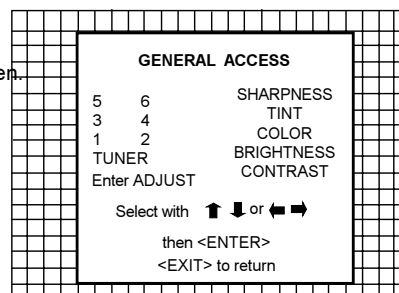 en.
GENERAL ACCESS
5 6 SHARPNESS
3 4 TINT
1 2 COLOR
TUNER BRIGHTNESS
Enter ADJUST CONTRAST
Select with ⬆ ⬇ or ⬅ ➡
then <ENTER>
<EXIT> to return